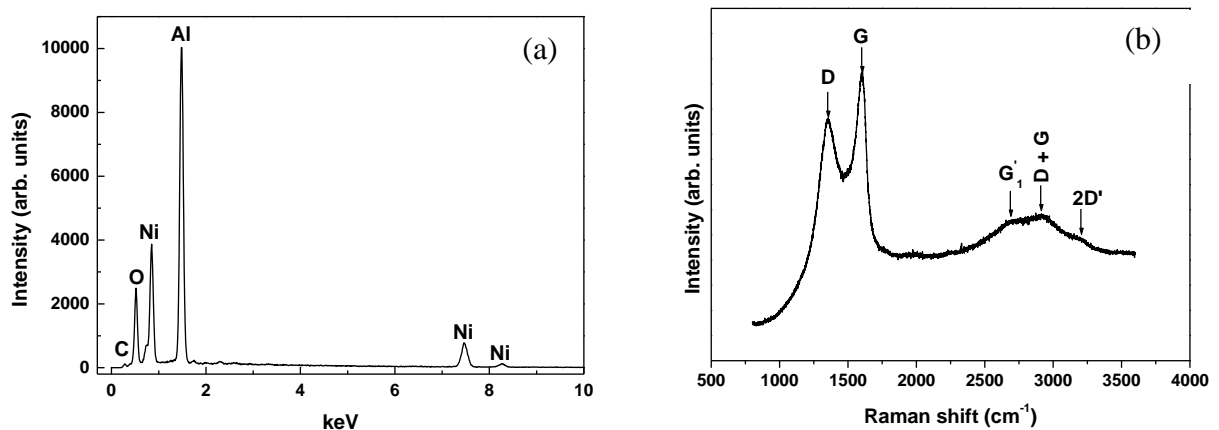 (a)
Al
Ni
O
C
Ni
Ni
10000
8000
6000
4000
2000
0
0 2 4 6 8 10
keV
Intensity (arb. units)
(b)
G
D
G'1
D + G
2D'
500 1000 1500 2000 2500 3000 3500 4000
Raman shift (cm-1)
Intensity (arb. units)